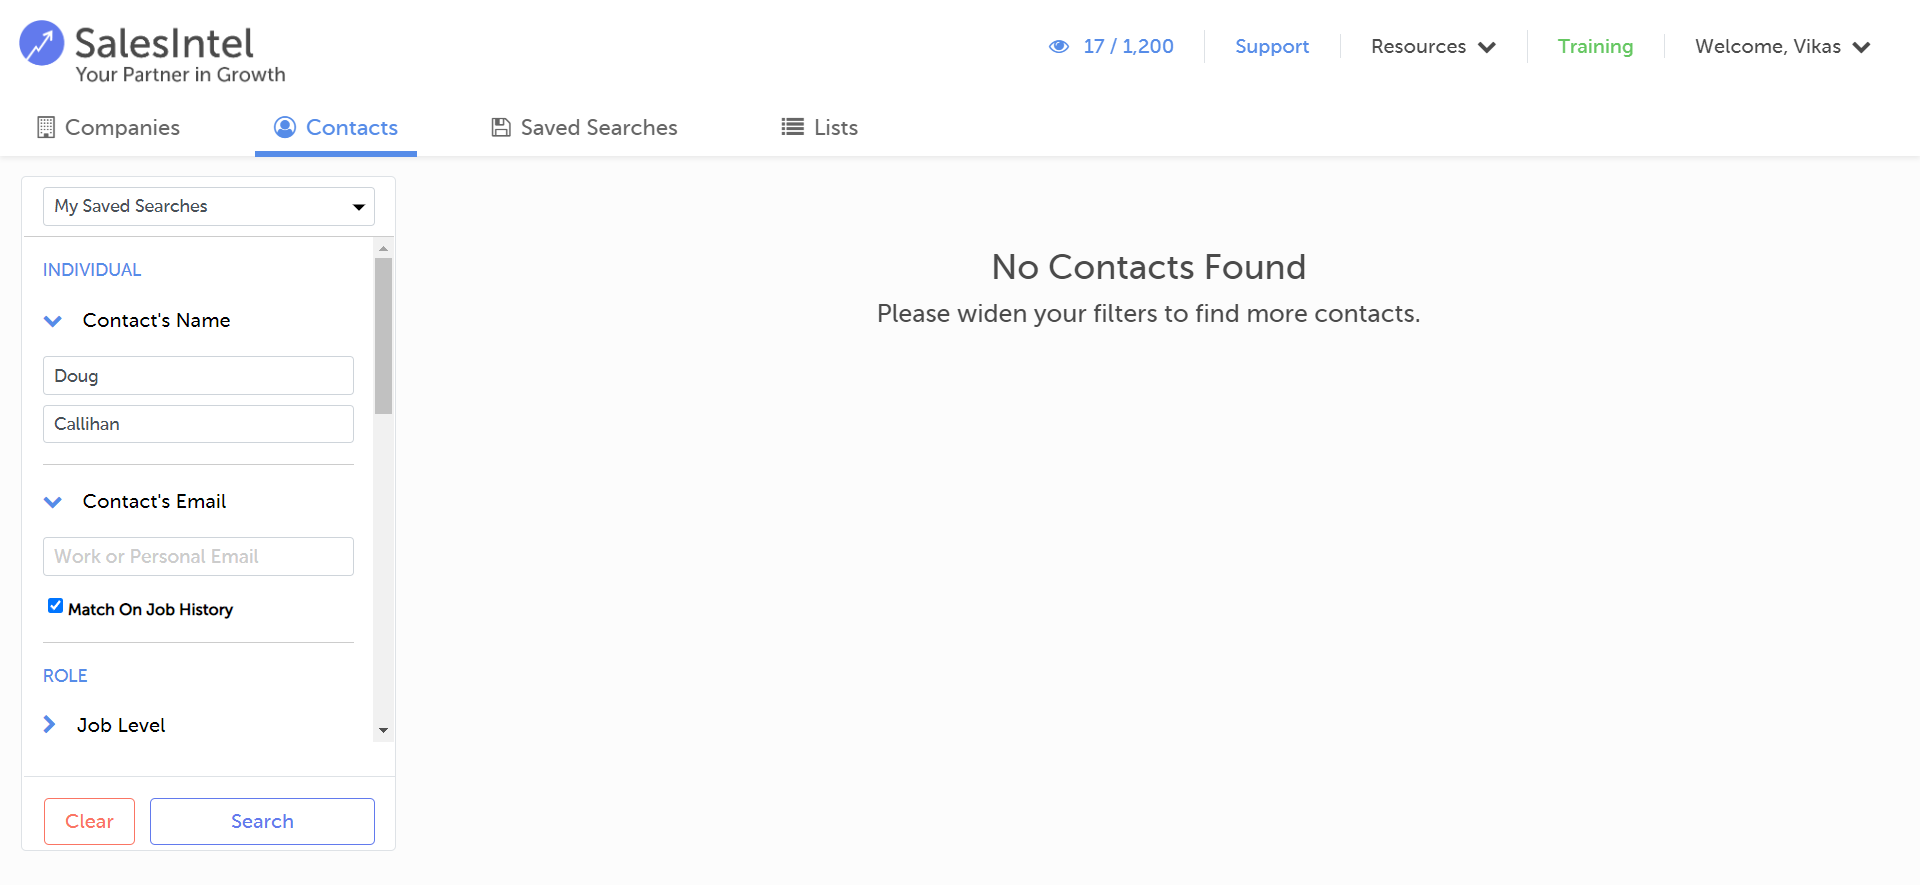 SalesIntel
Your Partner in Growth
17 / 1,200
Support
Resources
Training
Welcome, Vikas
Companies
Contacts
Saved Searches
Lists
My Saved Searches
INDIVIDUAL
Contact's Name
Doug
Callihan
Contact's Email
Work or Personal Email
Match On Job History
ROLE
Job Level
Clear
Search
No Contacts Found
Please widen your filters to find more contacts.